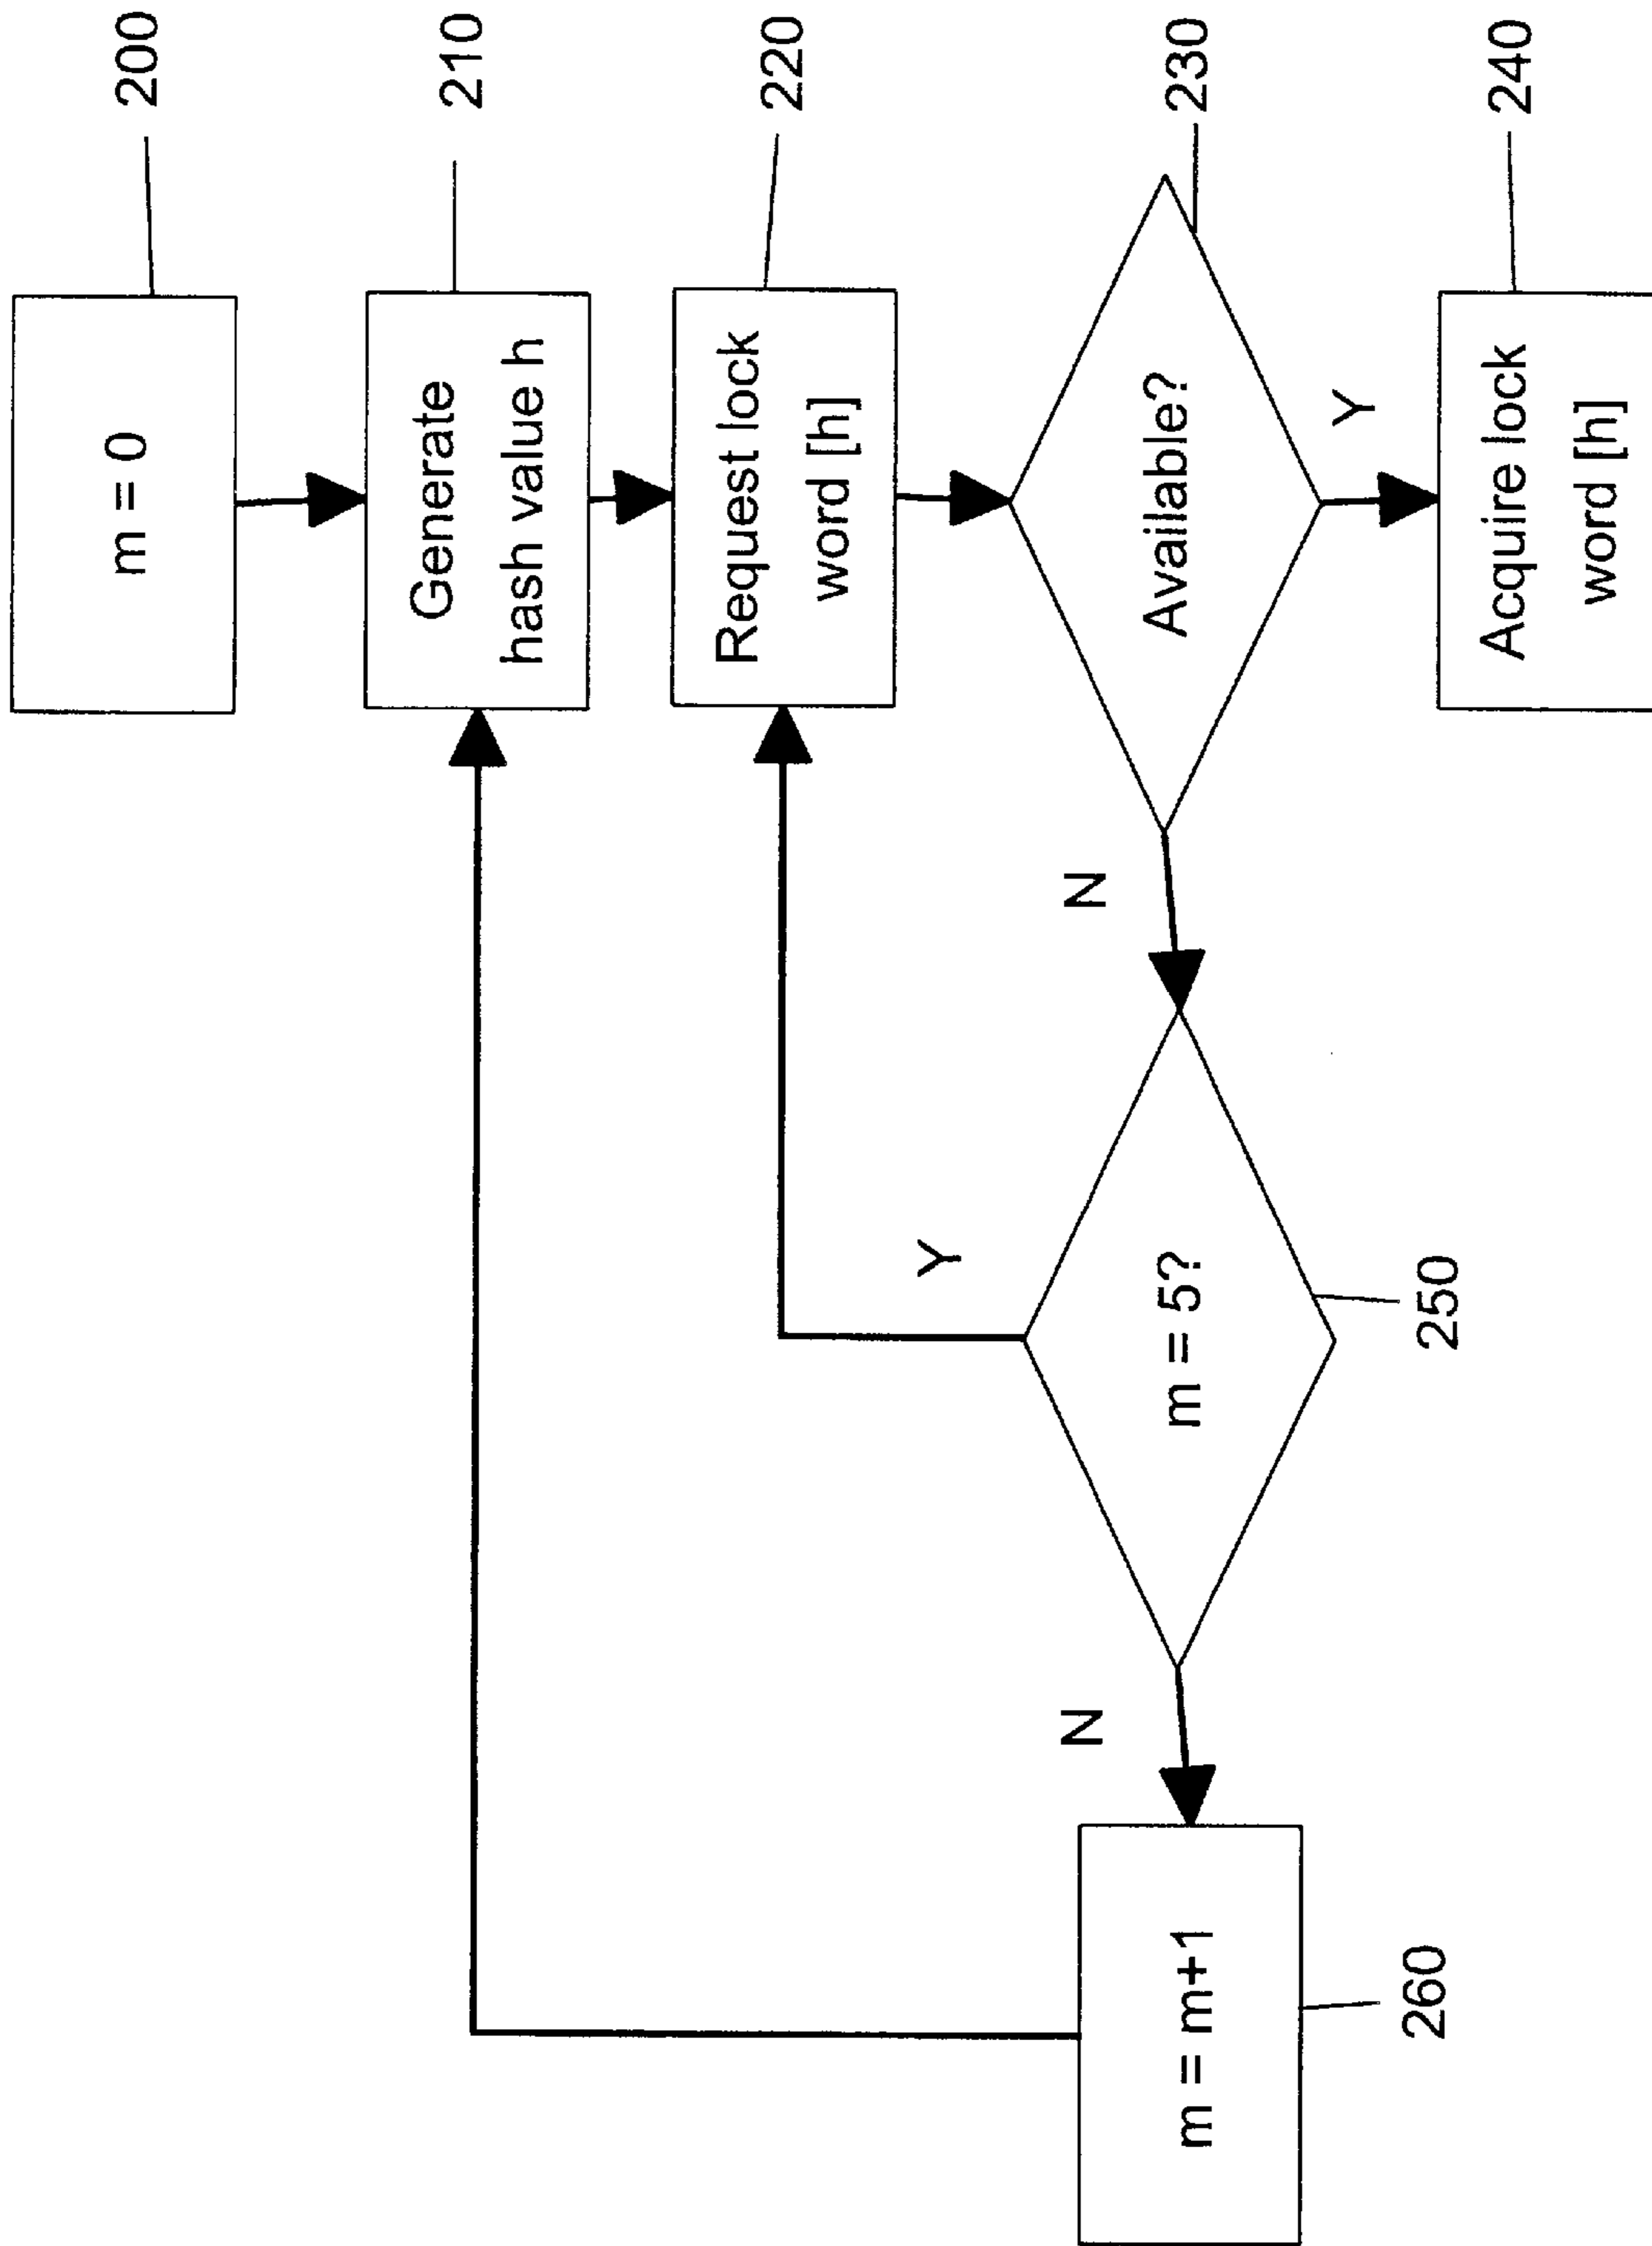 m = 0
200
Generate
hash value h
210
Request lock
word [h]
220
Available?
230
Y
Acquire lock
word [h]
240
N
m = 5?
250
Y
N
m = m+1
260